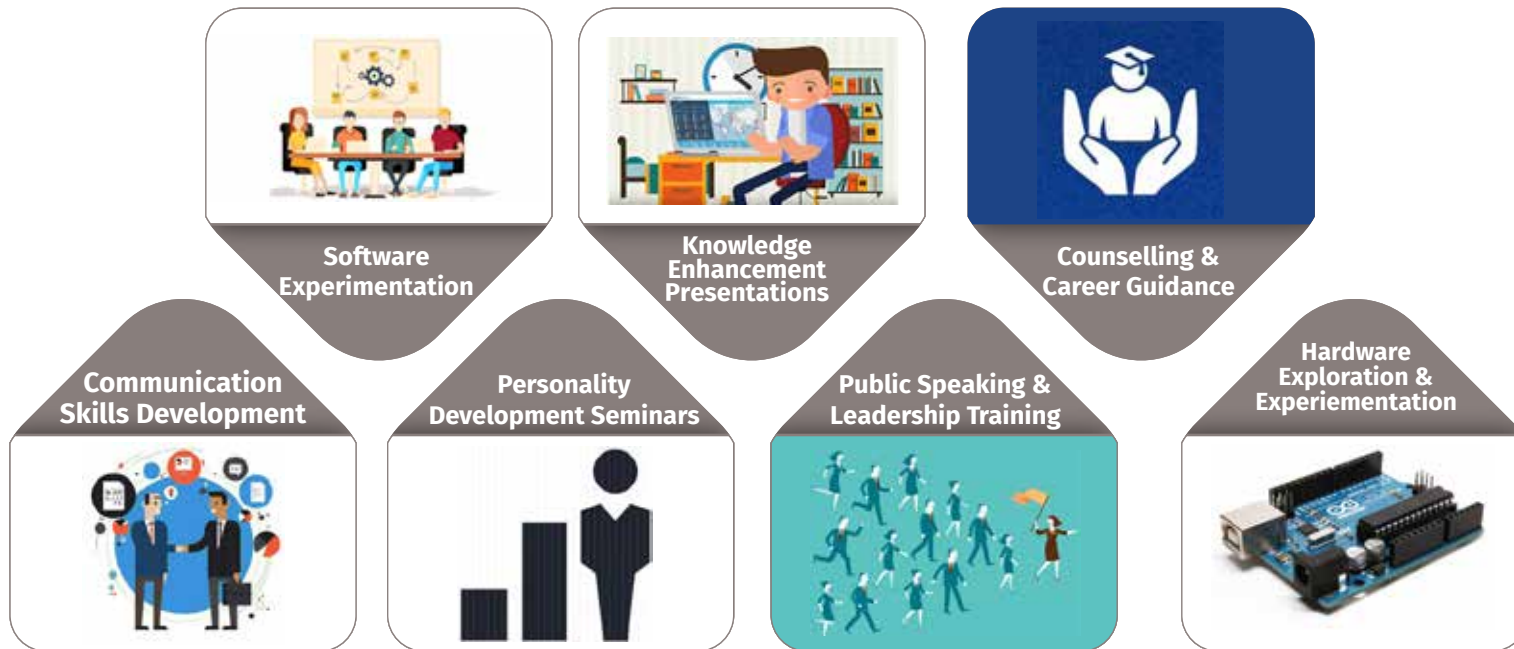 Software
Experimentation
Knowledge
Enhancement
Presentations
Counselling &
Career Guidance
Communication
Skills Development
Personality
Development Seminars
Public Speaking &
Leadership Training
Hardware
Exploration &
Experiementation